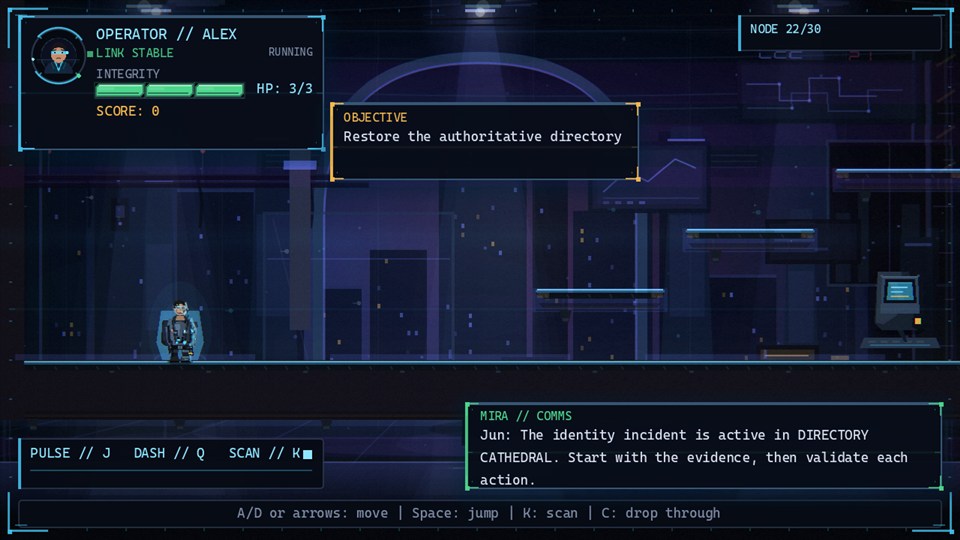 OPERATOR // ALEX
LINK STABLE
RUNNING
INTEGRITY
HP: 3/3
SCORE: 0
NODE 22/30
OBJECTIVE
Restore the authoritative directory
MIRA // COMMS
Jun: The identity incident is active in DIRECTORY
CATHEDRAL. Start with the evidence, then validate each
action.
PULSE // J DASH // Q SCAN // K
A/D or arrows: move | Space: jump | K: scan | C: drop through